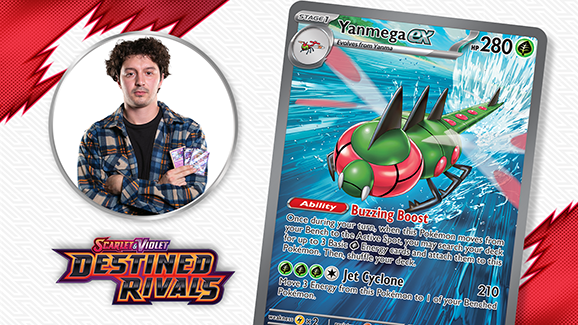 STAGE 1
Yanmega ex
HP 280
Evolves from Yanma
Ability Buzzing Boost
Once during your turn, when this Pokémon moves from
your Bench to the Active Spot, you may search your deck
for up to 3 Basic Energy cards and attach them to this
Pokémon. Then, shuffle your deck.
Jet Cyclone 210
Move 3 Energy from this Pokémon to 1 of your Benched
Pokémon.
weakness ×2
SCARLET & VIOLET
DESTINED
RIVALS